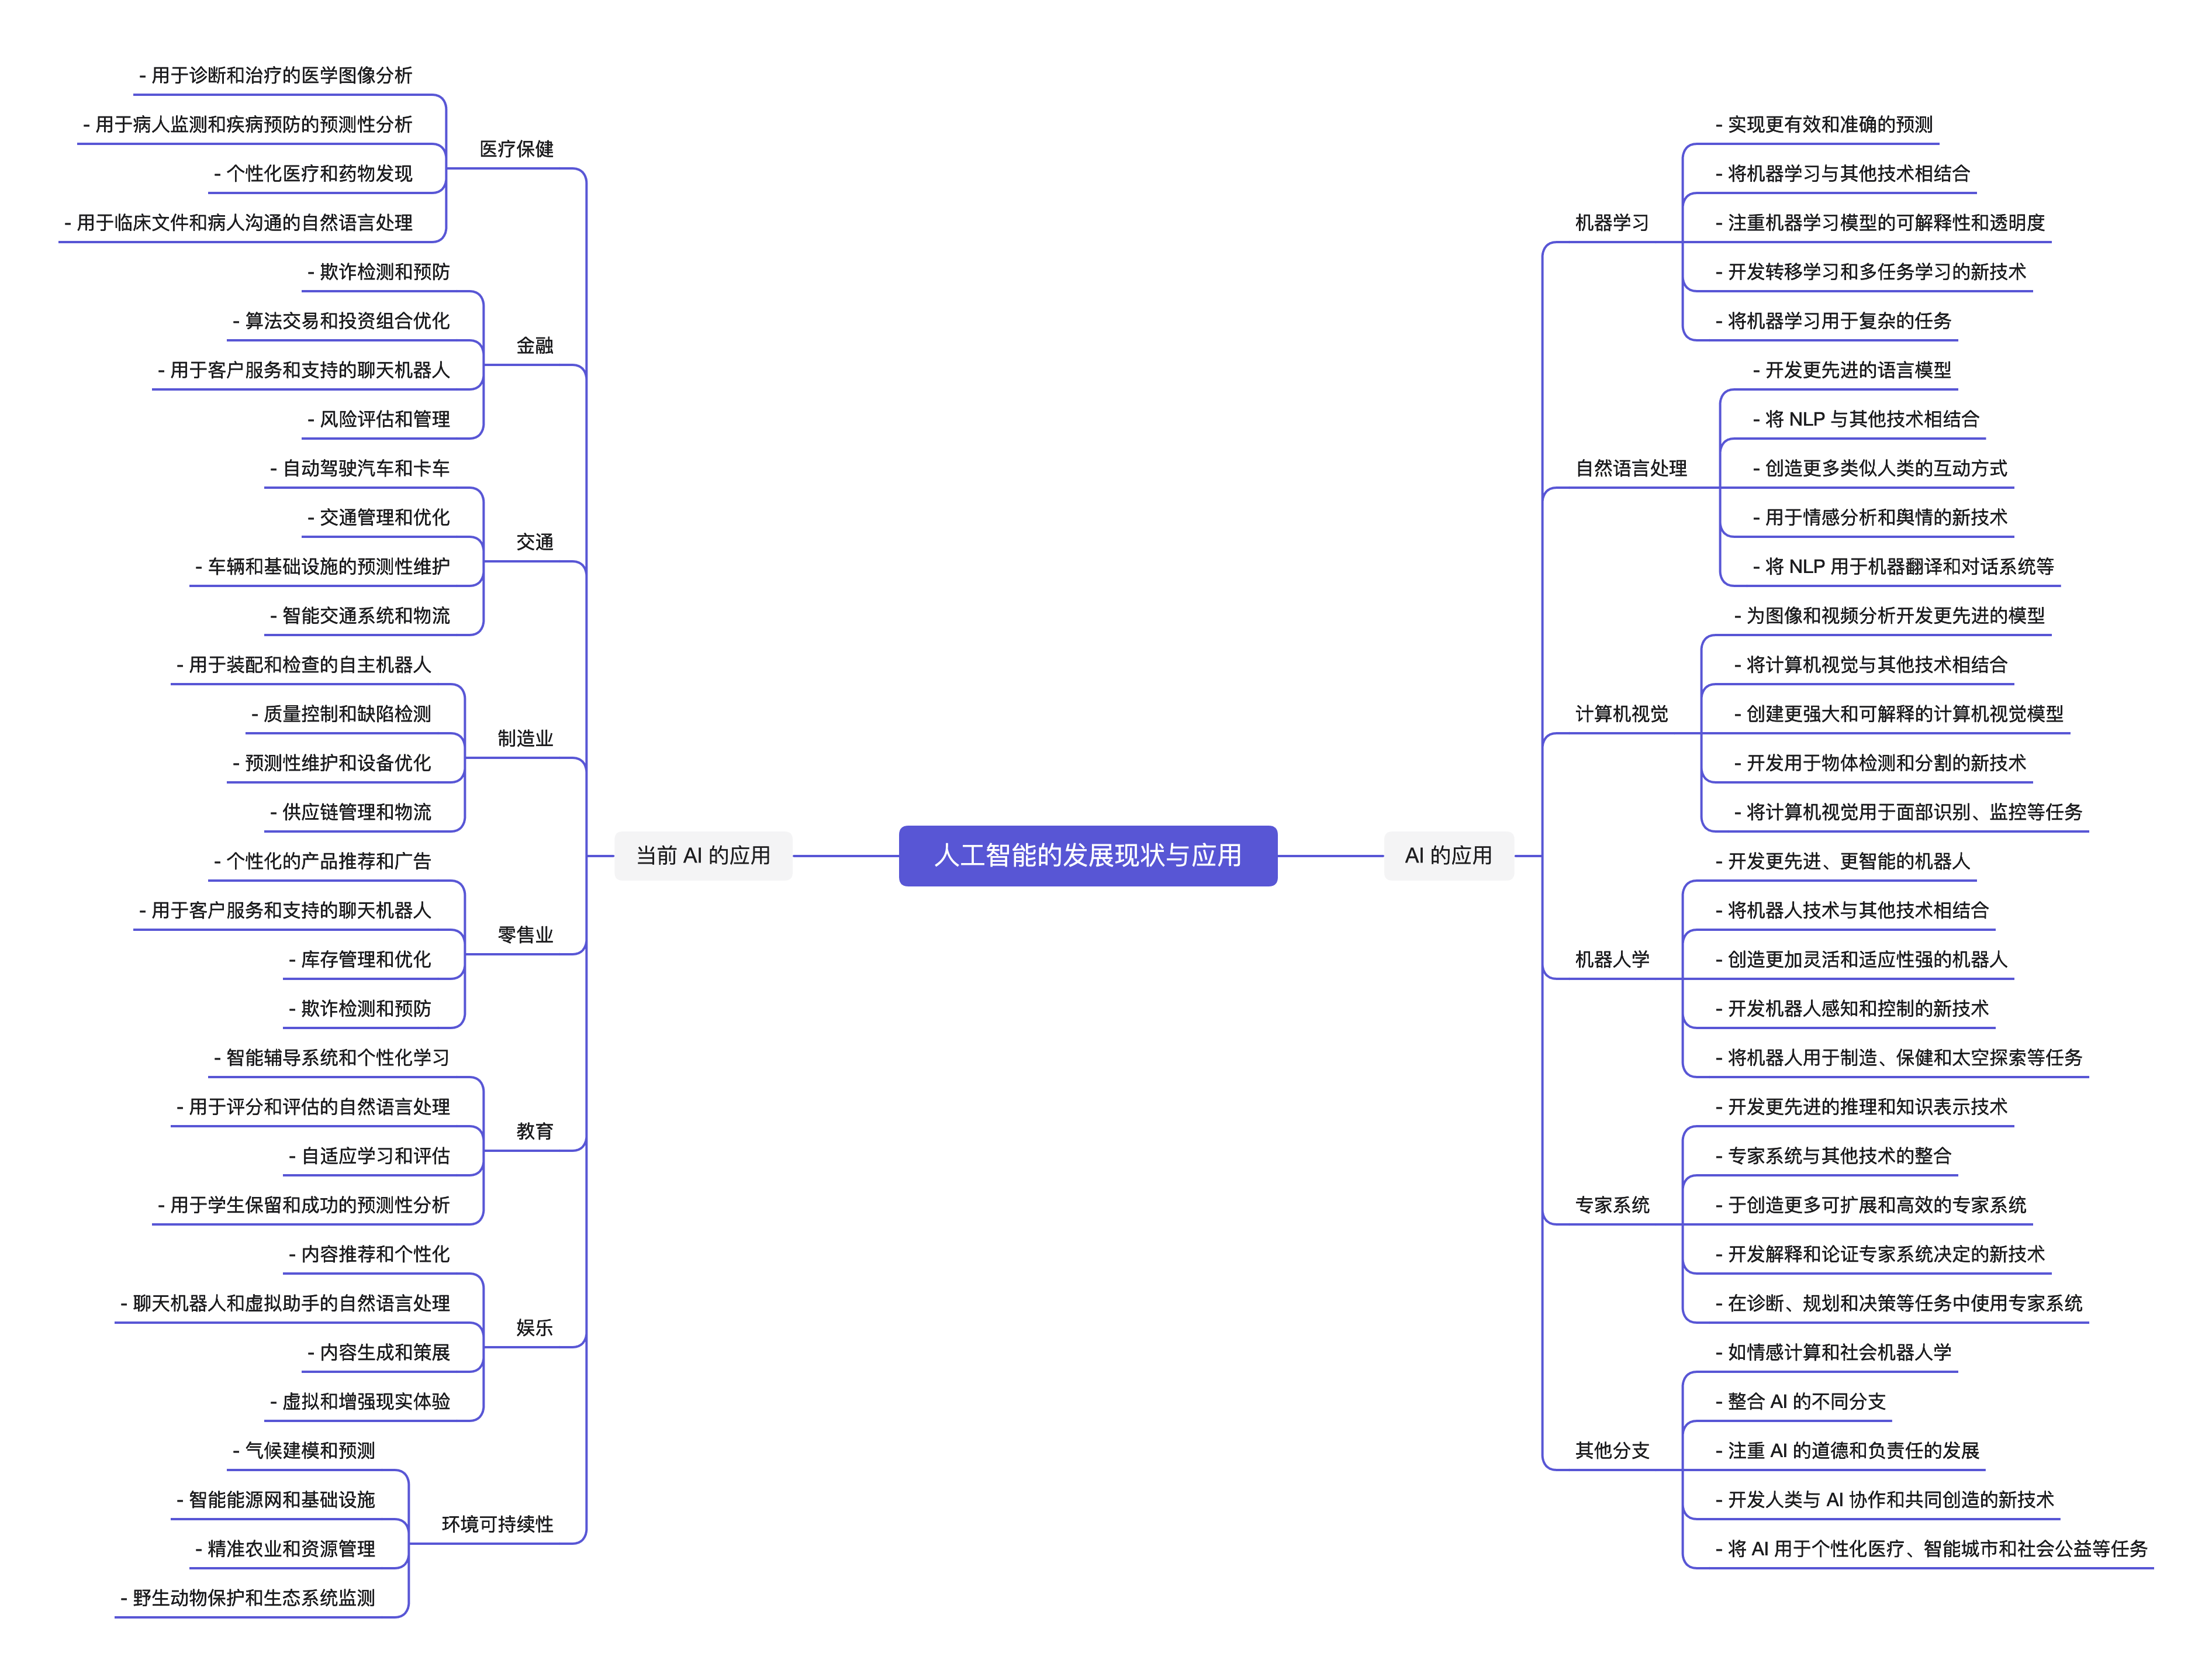 人工智能的发展现状与应用
当前 AI 的应用
医疗保健
- 用于诊断和治疗的医学图像分析
- 用于病人监测和疾病预防的预测性分析
- 个性化医疗和药物发现
- 用于临床文件和病人沟通的自然语言处理
金融
- 欺诈检测和预防
- 算法交易和投资组合优化
- 用于客户服务和支持的聊天机器人
- 风险评估和管理
交通
- 自动驾驶汽车和卡车
- 交通管理和优化
- 车辆和基础设施的预测性维护
- 智能交通系统和物流
制造业
- 用于装配和检查的自主机器人
- 质量控制和缺陷检测
- 预测性维护和设备优化
- 供应链管理和物流
零售业
- 个性化的产品推荐和广告
- 用于客户服务和支持的聊天机器人
- 库存管理和优化
- 欺诈检测和预防
教育
- 智能辅导系统和个性化学习
- 用于评分和评估的自然语言处理
- 自适应学习和评估
- 用于学生保留和成功的预测性分析
娱乐
- 内容推荐和个性化
- 聊天机器人和虚拟助手的自然语言处理
- 内容生成和策展
- 虚拟和增强现实体验
环境可持续性
- 气候建模和预测
- 智能能源网和基础设施
- 精准农业和资源管理
- 野生动物保护和生态系统监测
AI 的应用
机器学习
- 实现更有效和准确的预测
- 将机器学习与其他技术相结合
- 注重机器学习模型的可解释性和透明度
- 开发转移学习和多任务学习的新技术
- 将机器学习用于复杂的任务
自然语言处理
- 开发更先进的语言模型
- 将 NLP 与其他技术相结合
- 创造更多类似人类的互动方式
- 用于情感分析和舆情的新技术
- 将 NLP 用于机器翻译和对话系统等
计算机视觉
- 为图像和视频分析开发更先进的模型
- 将计算机视觉与其他技术相结合
- 创建更强大和可解释的计算机视觉模型
- 开发用于物体检测和分割的新技术
- 将计算机视觉用于面部识别、监控等任务
机器人学
- 开发更先进、更智能的机器人
- 将机器人技术与其他技术相结合
- 创造更加灵活和适应性强的机器人
- 开发机器人感知和控制的新技术
- 将机器人用于制造、保健和太空探索等任务
专家系统
- 开发更先进的推理和知识表示技术
- 专家系统与其他技术的整合
- 于创造更多可扩展和高效的专家系统
- 开发解释和论证专家系统决定的新技术
- 在诊断、规划和决策等任务中使用专家系统
其他分支
- 如情感计算和社会机器人学
- 整合 AI 的不同分支
- 注重 AI 的道德和负责任的发展
- 开发人类与 AI 协作和共同创造的新技术
- 将 AI 用于个性化医疗、智能城市和社会公益等任务